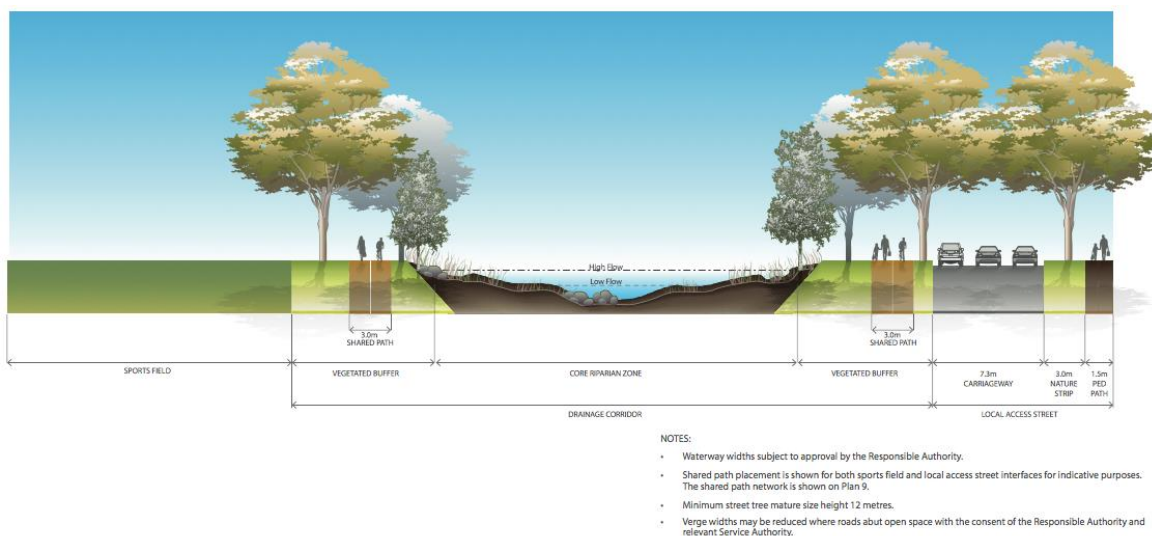 High Flow
Low Flow
3.0m
SHARED PATH
3.0m
SHARED PATH
SPORTS FIELD
VEGETATED BUFFER
CORE RIPARIAN ZONE
VEGETATED BUFFER
7.3m
CARRIAGEWAY
3.0m
NATURE
STRIP
1.5m
PED
PATH
DRAINAGE CORRIDOR
LOCAL ACCESS STREET
NOTES:
• Waterway widths subject to approval by the Responsible Authority.
• Shared path placement is shown for both sports field and local access street interfaces for indicative purposes.
The shared path network is shown on Plan 9.
• Minimum street tree mature size height 12 metres.
• Verge widths may be reduced where roads abut open space with the consent of the Responsible Authority and
relevant Service Authority.